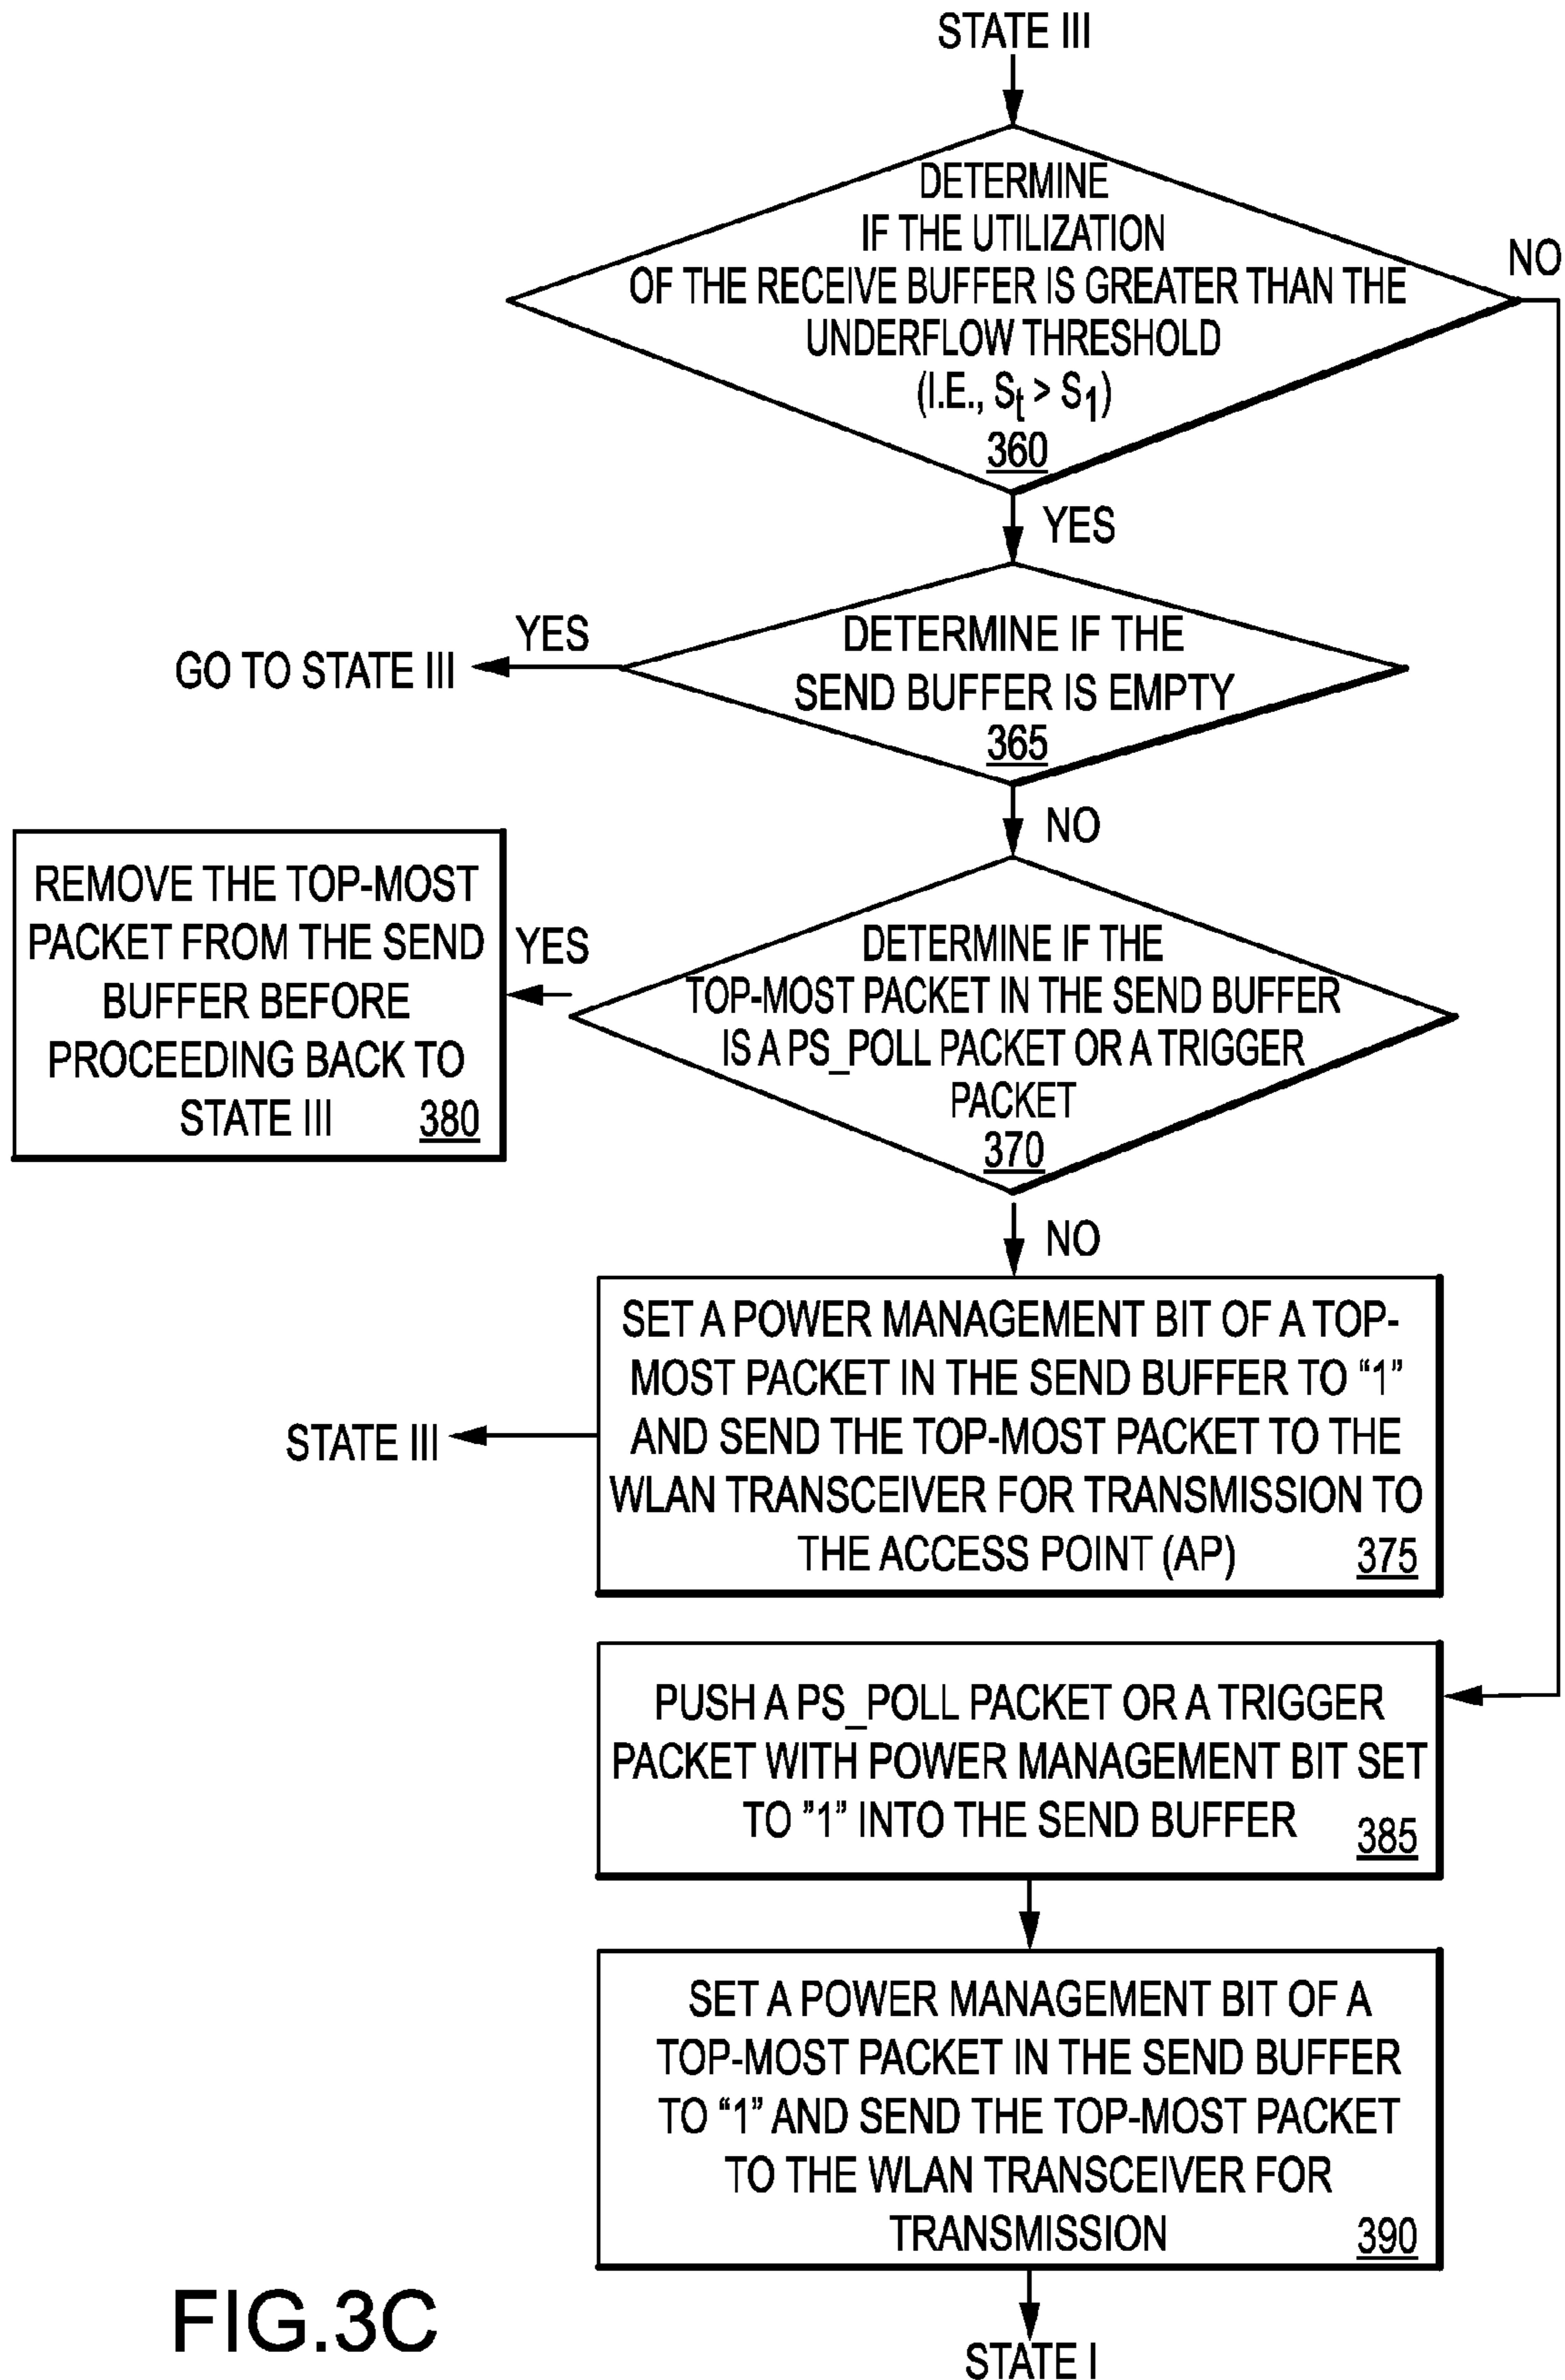 STATE III
DETERMINE
IF THE UTILIZATION
OF THE RECEIVE BUFFER IS GREATER THAN THE
UNDERFLOW THRESHOLD
(I.E., St > S1)
360
NO
YES
DETERMINE IF THE
SEND BUFFER IS EMPTY
365
YES
GO TO STATE III
NO
DETERMINE IF THE
TOP-MOST PACKET IN THE SEND BUFFER
IS A PS_POLL PACKET OR A TRIGGER
PACKET
370
YES
REMOVE THE TOP-MOST
PACKET FROM THE SEND
BUFFER BEFORE
PROCEEDING BACK TO
STATE III 380
NO
SET A POWER MANAGEMENT BIT OF A TOP-
MOST PACKET IN THE SEND BUFFER TO “1”
AND SEND THE TOP-MOST PACKET TO THE
WLAN TRANSCEIVER FOR TRANSMISSION TO
THE ACCESS POINT (AP) 375
STATE III
PUSH A PS_POLL PACKET OR A TRIGGER
PACKET WITH POWER MANAGEMENT BIT SET
TO ”1” INTO THE SEND BUFFER 385
SET A POWER MANAGEMENT BIT OF A
TOP-MOST PACKET IN THE SEND BUFFER
TO “1” AND SEND THE TOP-MOST PACKET
TO THE WLAN TRANSCEIVER FOR
TRANSMISSION 390
STATE I
FIG.3C